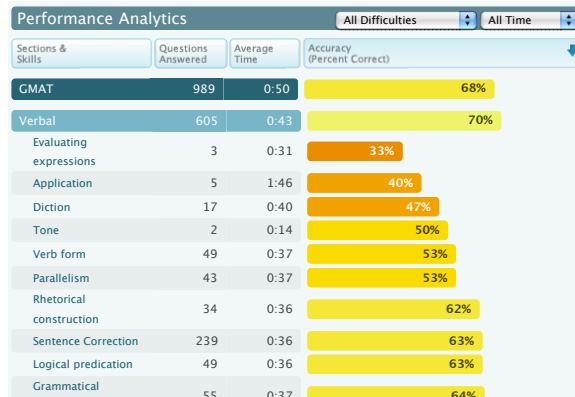 Performance Analytics All Difficulties All Time
Sections & Questions Average Accuracy
Skills Answered Time (Percent Correct)
GMAT 989 0:50 68%
Verbal 605 0:43 70%
Evaluating
expressions 3 0:31 33%
Application 5 1:46 40%
Diction 17 0:40 47%
Tone 2 0:14 50%
Verb form 49 0:37 53%
Parallelism 43 0:37 53%
Rhetorical
construction 34 0:36 62%
Sentence Correction 239 0:36 63%
Logical predication 49 0:36 63%
Grammatical
55 0:37 64%